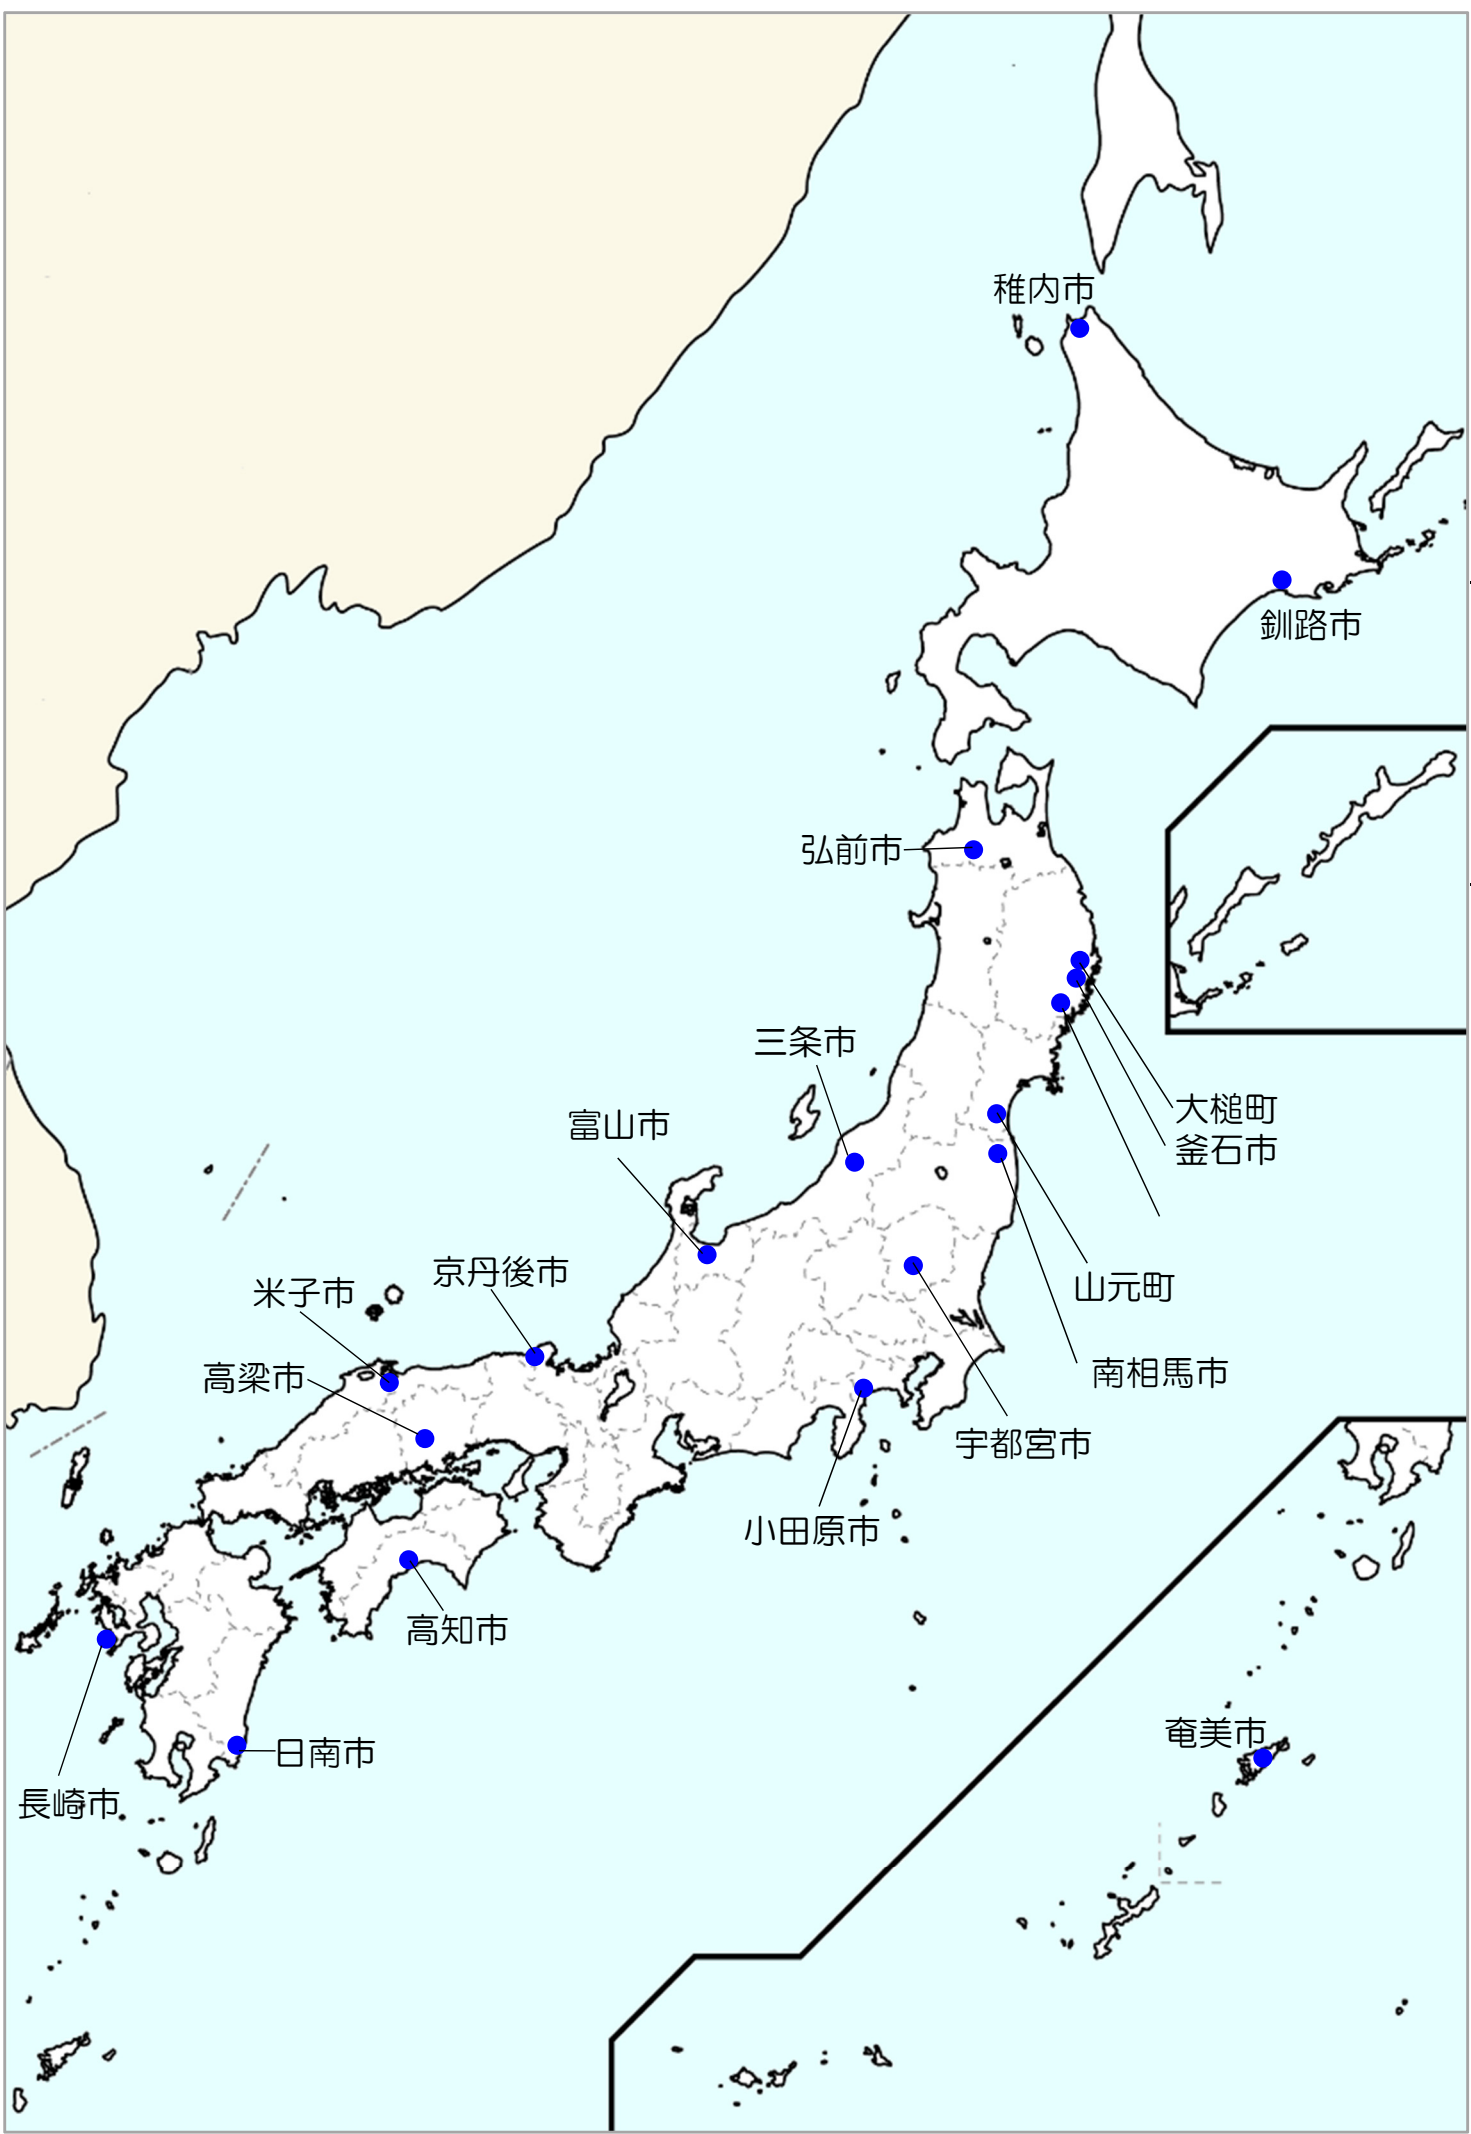 稚内市
釧路市
弘前市
三条市
大槌町
釜石市
富山市
京丹後市
山元町
米子市
高梁市
南相馬市
宇都宮市
小田原市
高知市
奄美市
日南市
長崎市